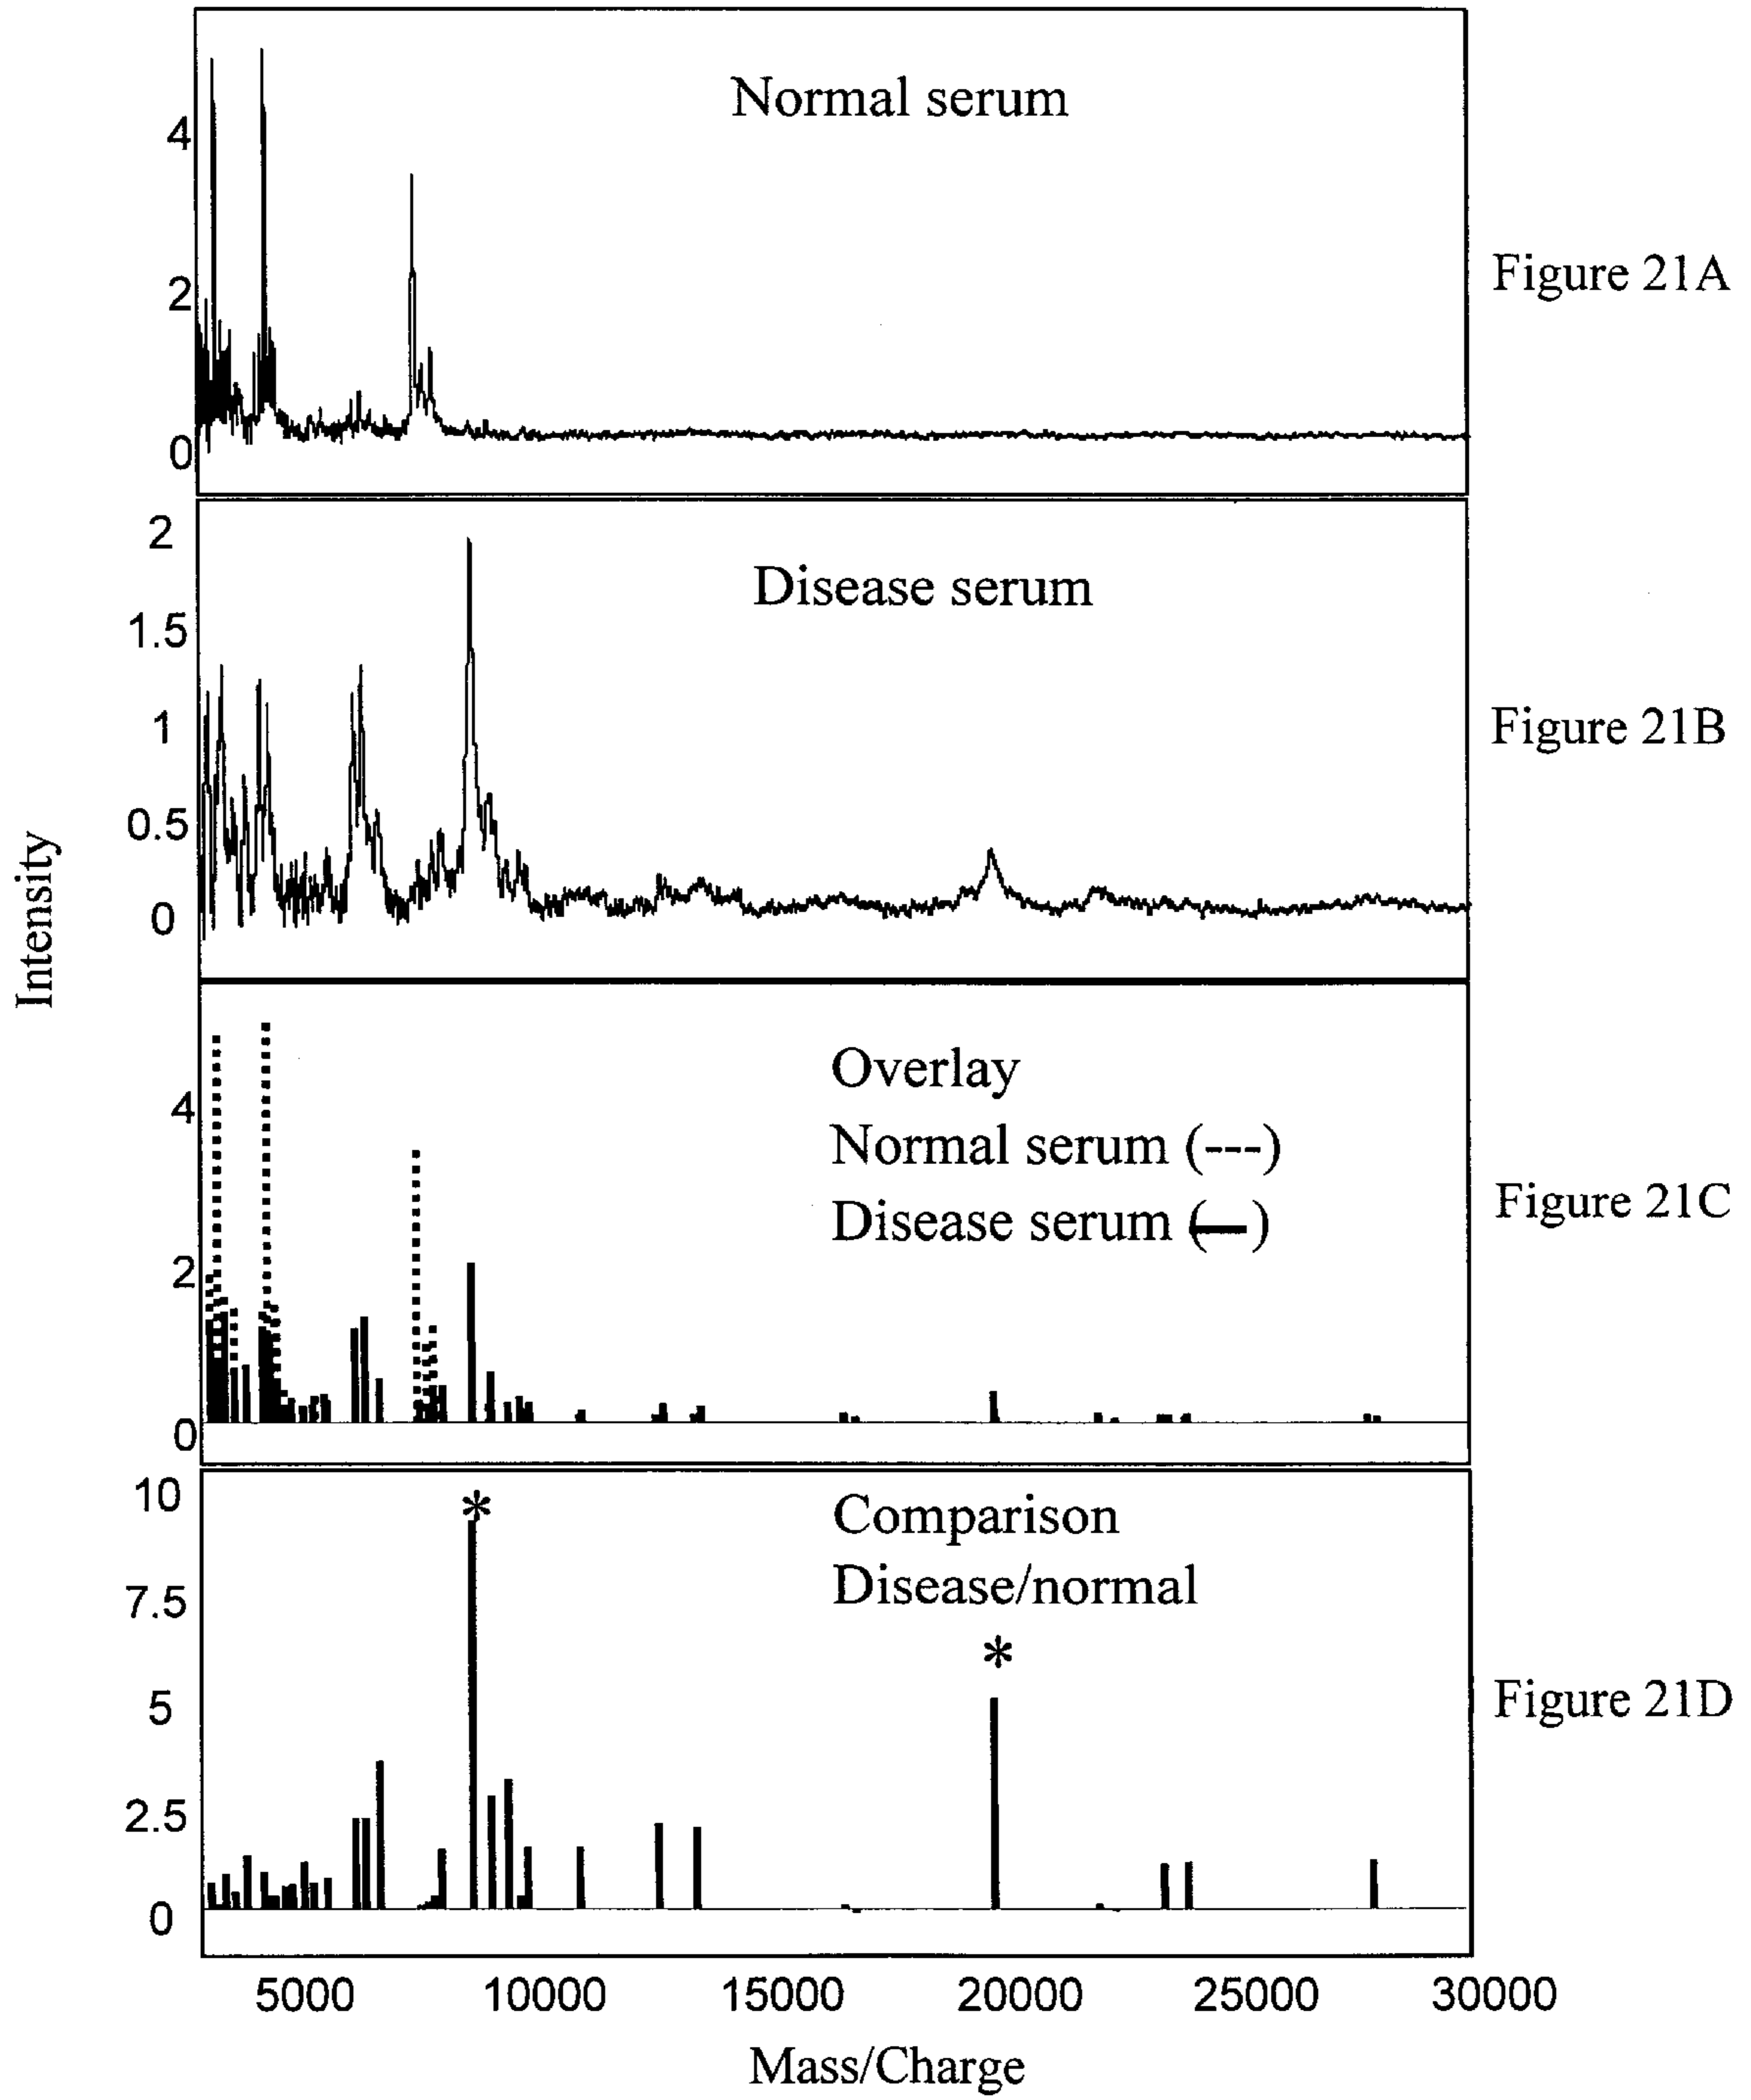 Normal serum
4
2
0
Figure 21A
Disease serum
2
1.5
1
0.5
0
Figure 21B
Intensity
Overlay
Normal serum (---)
Disease serum (—)
4
2
0
Figure 21C
Comparison
Disease/normal
10
7.5
5
2.5
0
*
*
Figure 21D
5000 10000 15000 20000 25000 30000
Mass/Charge